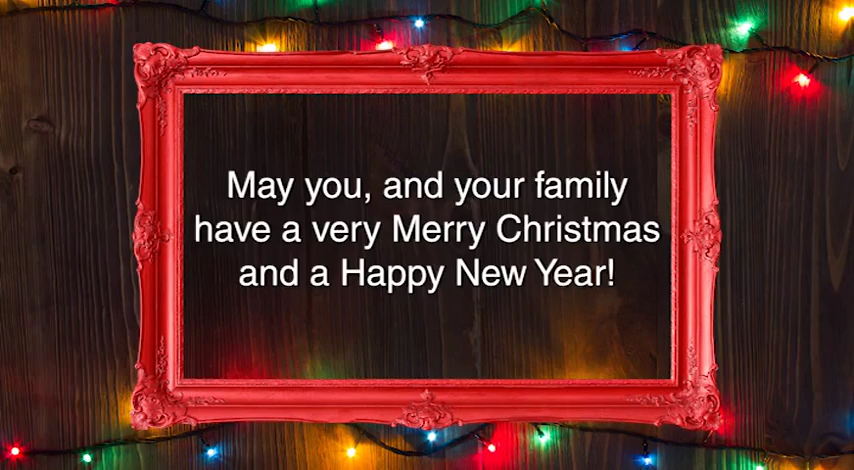 May you, and your family
have a very Merry Christmas
and a Happy New Year!